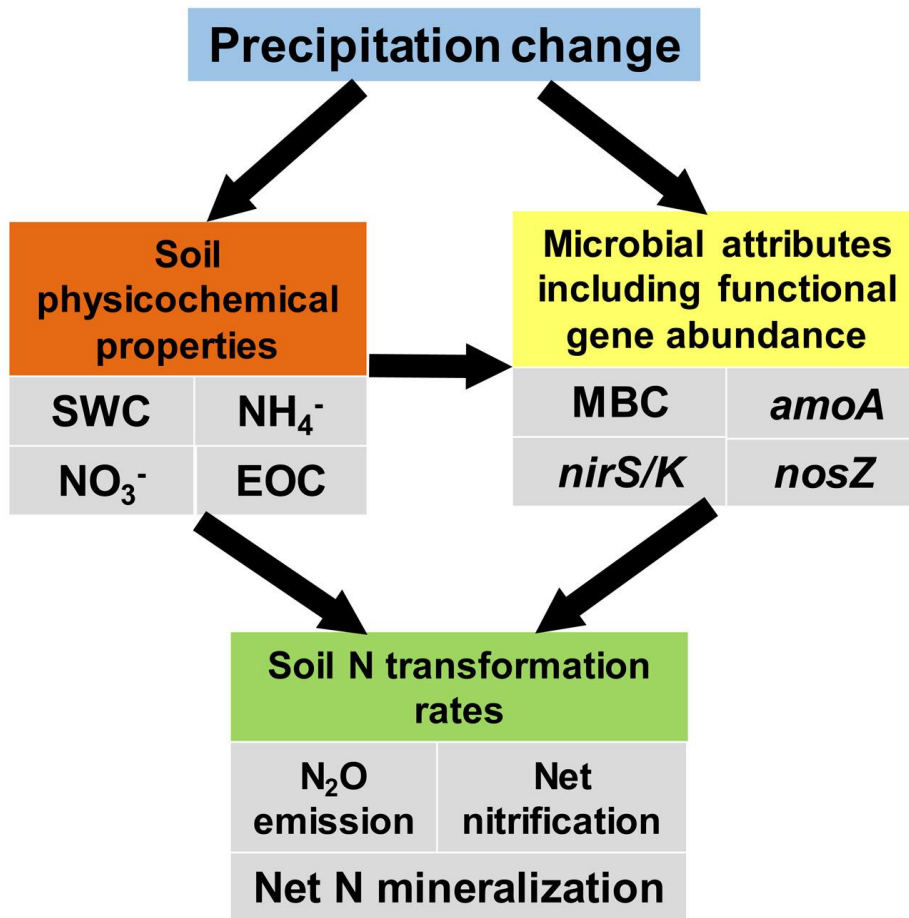 Precipitation change
Soil
physicochemical
properties
SWC
NH₄⁻
NO₃⁻
EOC
Microbial attributes
including functional
gene abundance
MBC
amoA
nirS/K
nosZ
Soil N transformation
rates
N₂O
emission
Net
nitrification
Net N mineralization